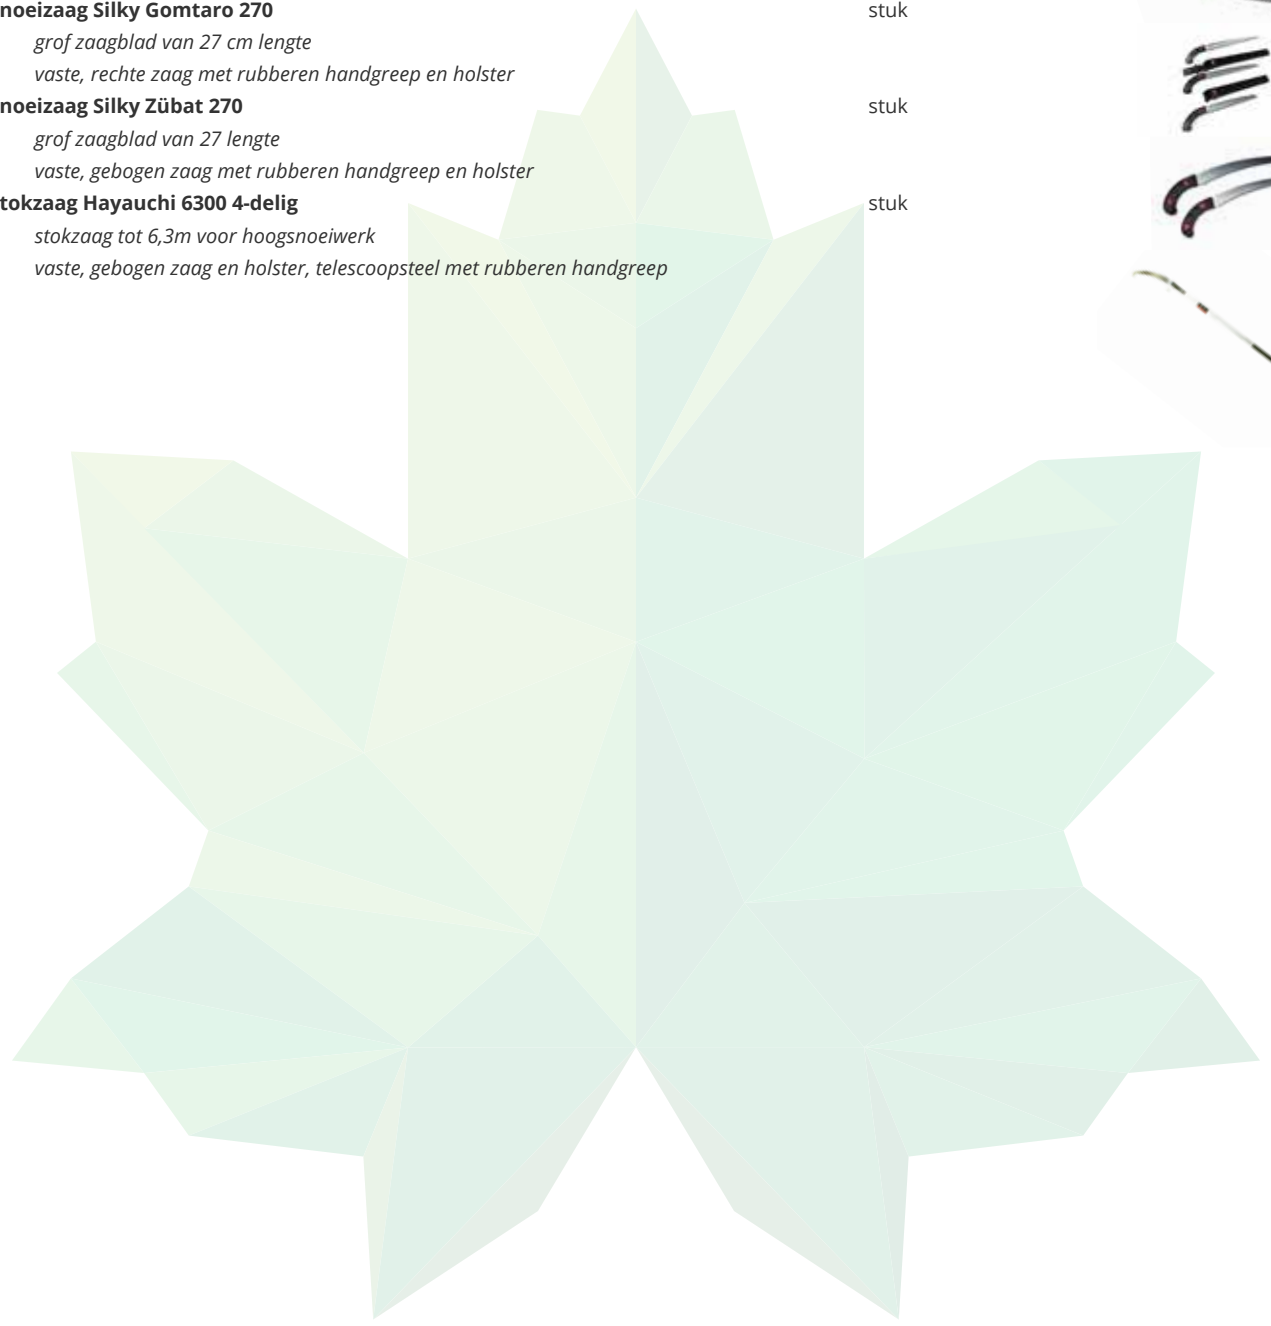 noeizaag Silky Gomtaro 270 stuk
grof zaagblad van 27 cm lengte
vaste, rechte zaag met rubberen handgreep en holster
noeizaag Silky Zübat 270 stuk
grof zaagblad van 27 lengte
vaste, gebogen zaag met rubberen handgreep en holster
tokzaag Hayauchi 6300 4-delig stuk
stokzaag tot 6,3m voor hoogsnoeiwerk
vaste, gebogen zaag en holster, telescoopsteel met rubberen handgreep